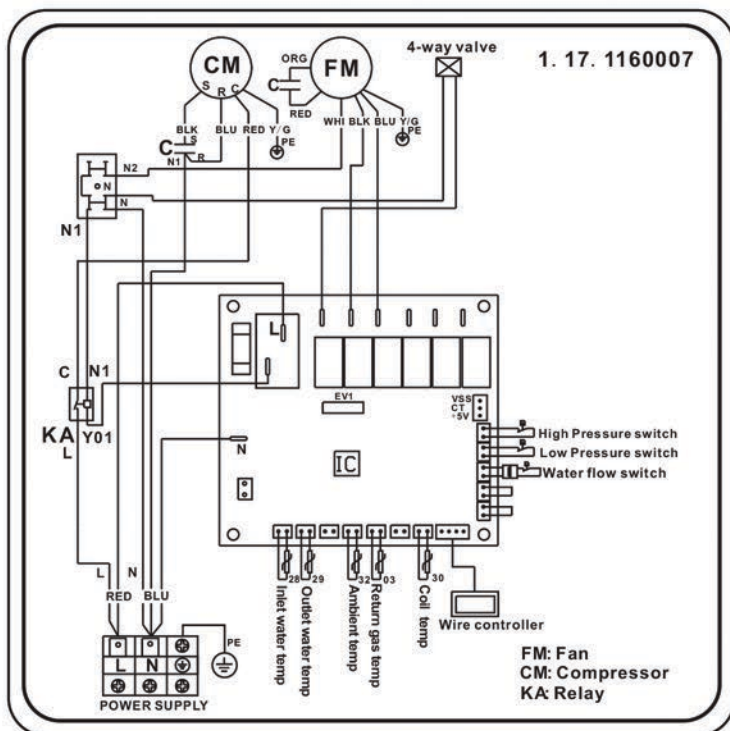 4-way valve
1. 17. 1160007
CM
S R C
ORG
C
FM
RED
BLK BLU RED Y/G
PE
WHI BLK BLU Y/G
PE
C
S
R
N1
N2
N
N
N1
L
C N1
KA Y01
L
EV1
VSS
CT
+5V
High Pressure switch
Low Pressure switch
Water flow switch
N
IC
28
29
32
03
30
Inlet water temp
Outlet water temp
Ambient temp
Return gas temp
Coil temp
Wire controller
L N
RED BLU
PE
L N
POWER SUPPLY
FM: Fan
CM: Compressor
KA: Relay